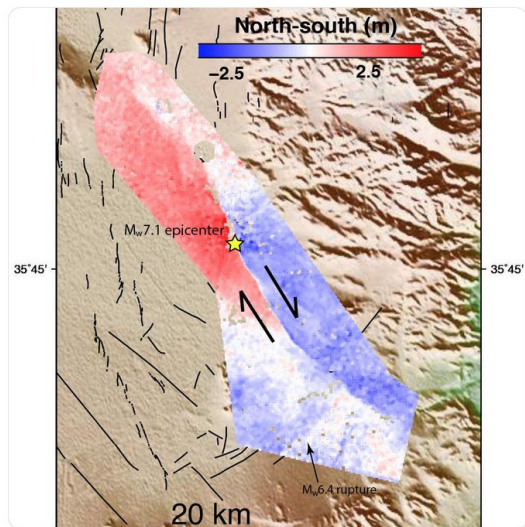 North-south (m)
−2.5 2.5
Mw7.1 epicenter
35˚45' 35˚45'
Mw6.4 rupture
20 km